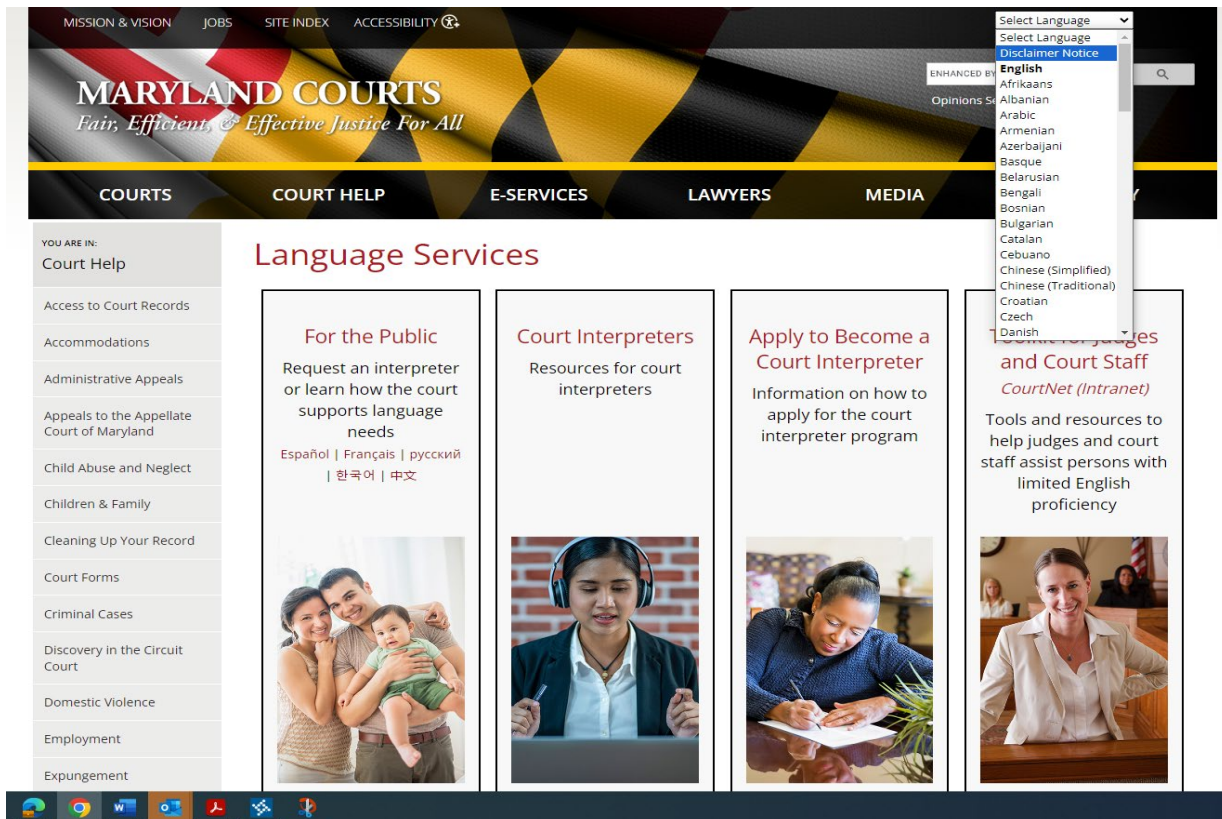 MISSION & VISION JOBS SITE INDEX ACCESSIBILITY
Select Language
Select Language
Disclaimer Notice
English
Afrikaans
Albanian
Arabic
Armenian
Azerbaijani
Basque
Belarusian
Bengali
Bosnian
Bulgarian
Catalan
Cebuano
Chinese (Simplified)
Chinese (Traditional)
Croatian
Czech
Danish
MARYLAND COURTS
Fair, Efficient, & Effective Justice For All
ENHANCED BY
Opinions
COURTS COURT HELP E-SERVICES LAWYERS MEDIA
YOU ARE IN:
Court Help
Access to Court Records
Accommodations
Administrative Appeals
Appeals to the Appellate
Court of Maryland
Child Abuse and Neglect
Children & Family
Cleaning Up Your Record
Court Forms
Criminal Cases
Discovery in the Circuit
Court
Domestic Violence
Employment
Expungement
Language Services
For the Public
Request an interpreter
or learn how the court
supports language
needs
Español | Français | русский
| 한국어 | 中文
Court Interpreters
Resources for court
interpreters
Apply to Become a
Court Interpreter
Information on how to
apply for the court
interpreter program
Toolkit for Judges
and Court Staff
CourtNet (Intranet)
Tools and resources to
help judges and court
staff assist persons with
limited English
proficiency